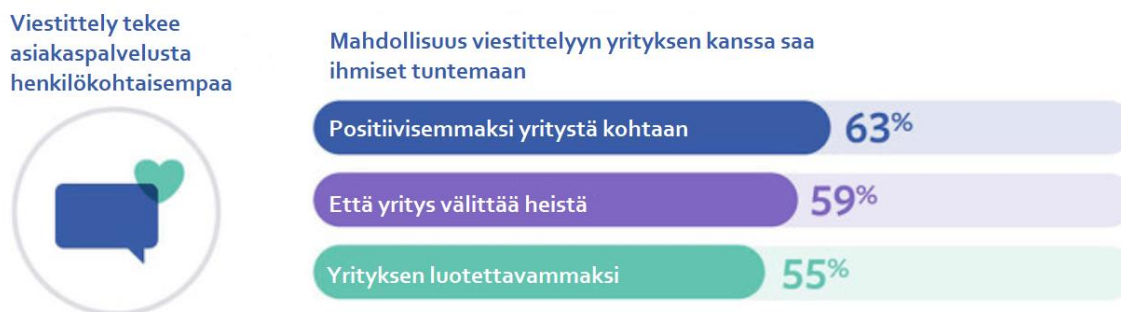 Viestittely tekee
asiakaspalvelusta
henkilökohtaisempaa
Mahdollisuus viestittelyyn yrityksen kanssa saa
ihmiset tuntemaan
Positiivisemmaksi yritystä kohtaan 63%
Että yritys välittää heistä 59%
Yrityksen luotettavammaksi 55%